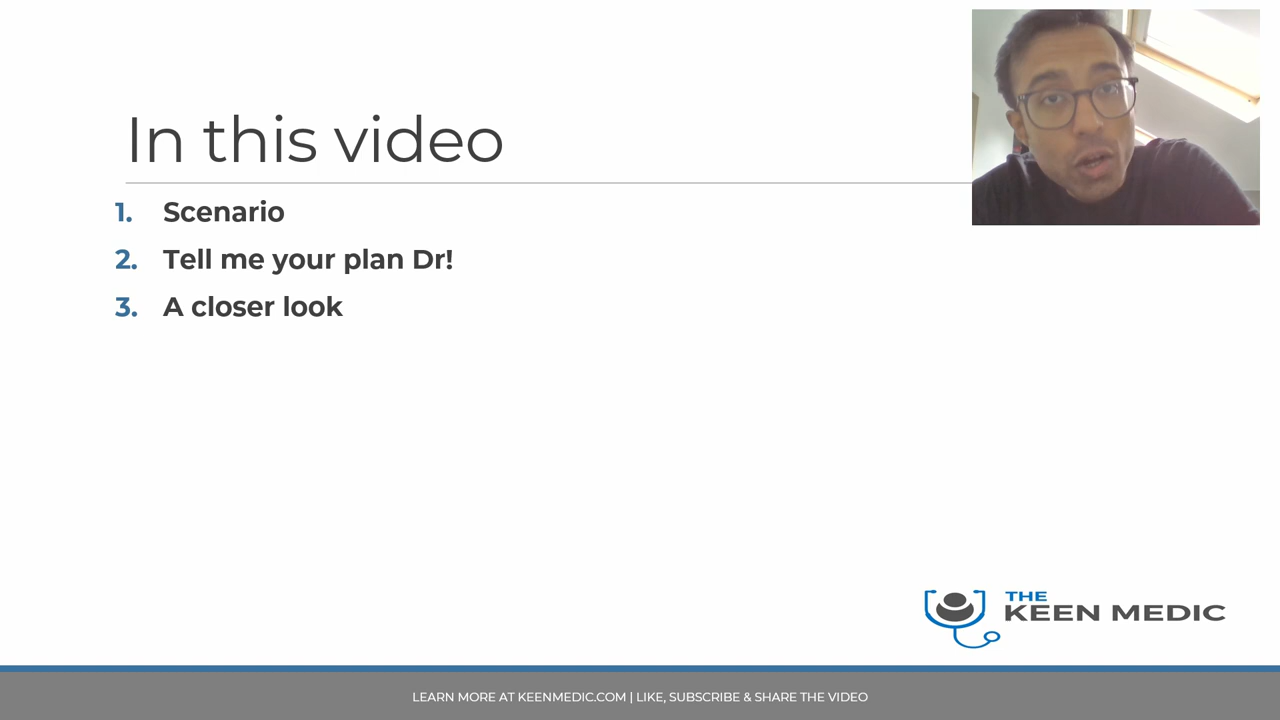 In this video
1. Scenario
2. Tell me your plan Dr!
3. A closer look
THE
KEEN MEDIC
LEARN MORE AT KEENMEDIC.COM | LIKE, SUBSCRIBE & SHARE THE VIDEO